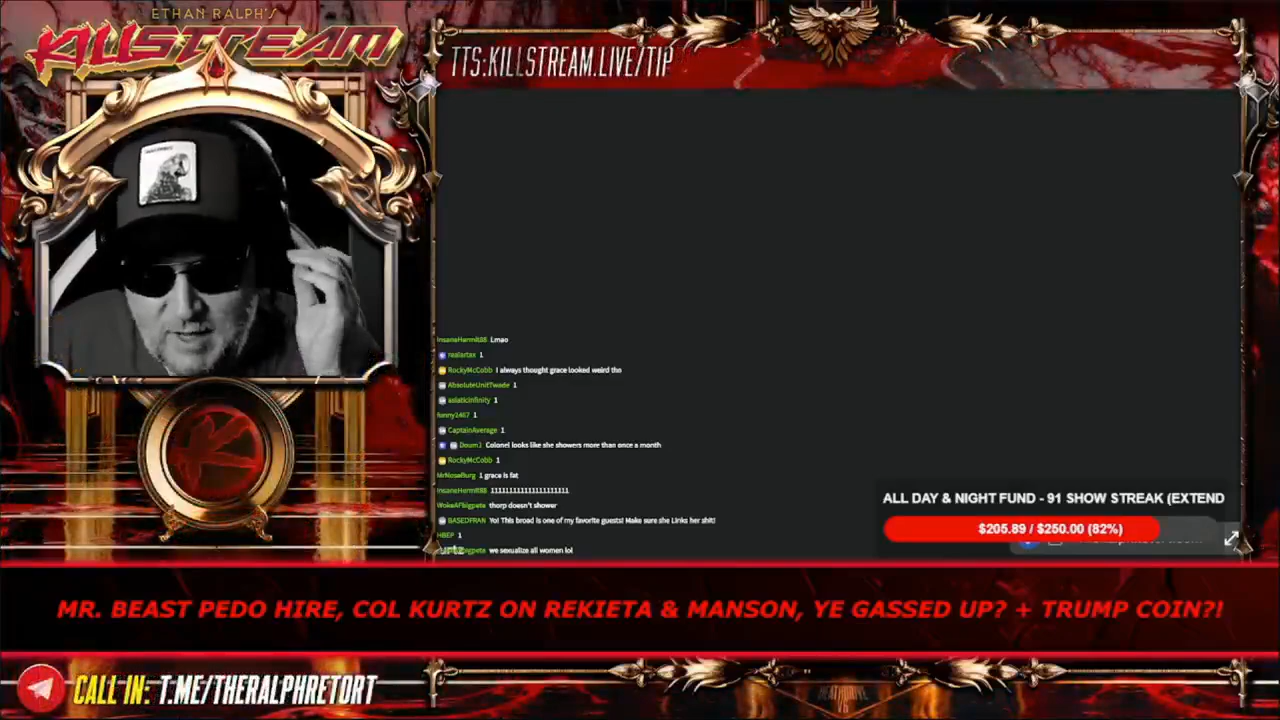 ETHAN RALPH'S
KILLSTREAM
TTS:KILLSTREAM.LIVE/TIP
InsaneHermit88 Lmao
realartax 1
RockyMcCobb I always thought grace looked weird tho
AbsoluteUnitTwade 1
asiaticinfinity 1
funny2487 1
CaptainAverage 1
Doum1 Colonel looks like she showers more than once a month
RockyMcCobb 1
MrNoseBurg 1 grace is fat
InsaneHermit88 11111111111111111111
WokeAFbigpete thorp doesn't shower
BASEDFRAN Yo! This broad is one of my favorite guests! Make sure she Links her shit!
HBEP 1
bigpete we sexualize all women lol
ALL DAY & NIGHT FUND - 91 SHOW STREAK (EXTEND
$205.89 / $250.00 (82%)
MR. BEAST PEDO HIRE, COL KURTZ ON REKIETA & MANSON, YE GASSED UP? + TRUMP COIN?!
CALL IN: T.ME/THERALPHRETORT